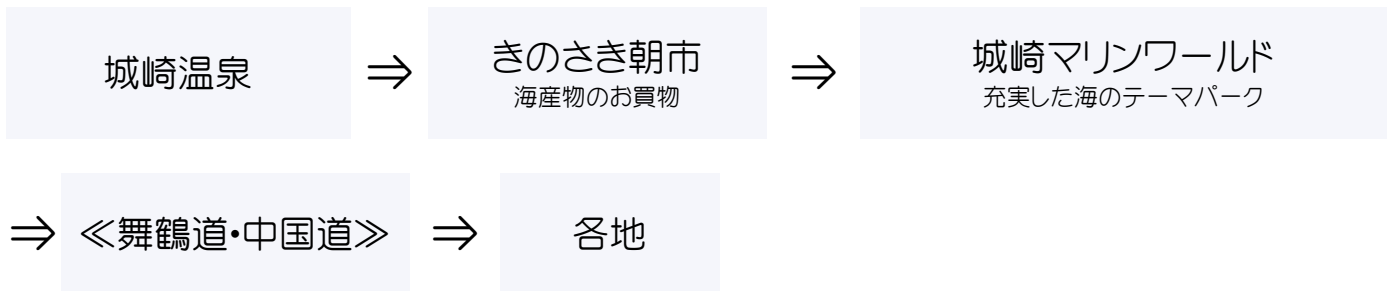 城崎温泉 ⇒ きのさき朝市 ⇒ 城崎マリンワールド
海産物のお買物 充実した海のテーマパーク
⇒ ≪舞鶴道・中国道≫ ⇒ 各地